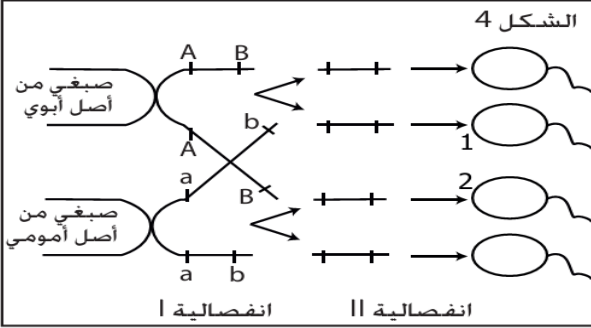 الشكل 4
A B
صبغي من
أصل أبوي
b
A
1
a
2
B
صبغي من
أصل أمومي
a b
انفصالية I
انفصالية II